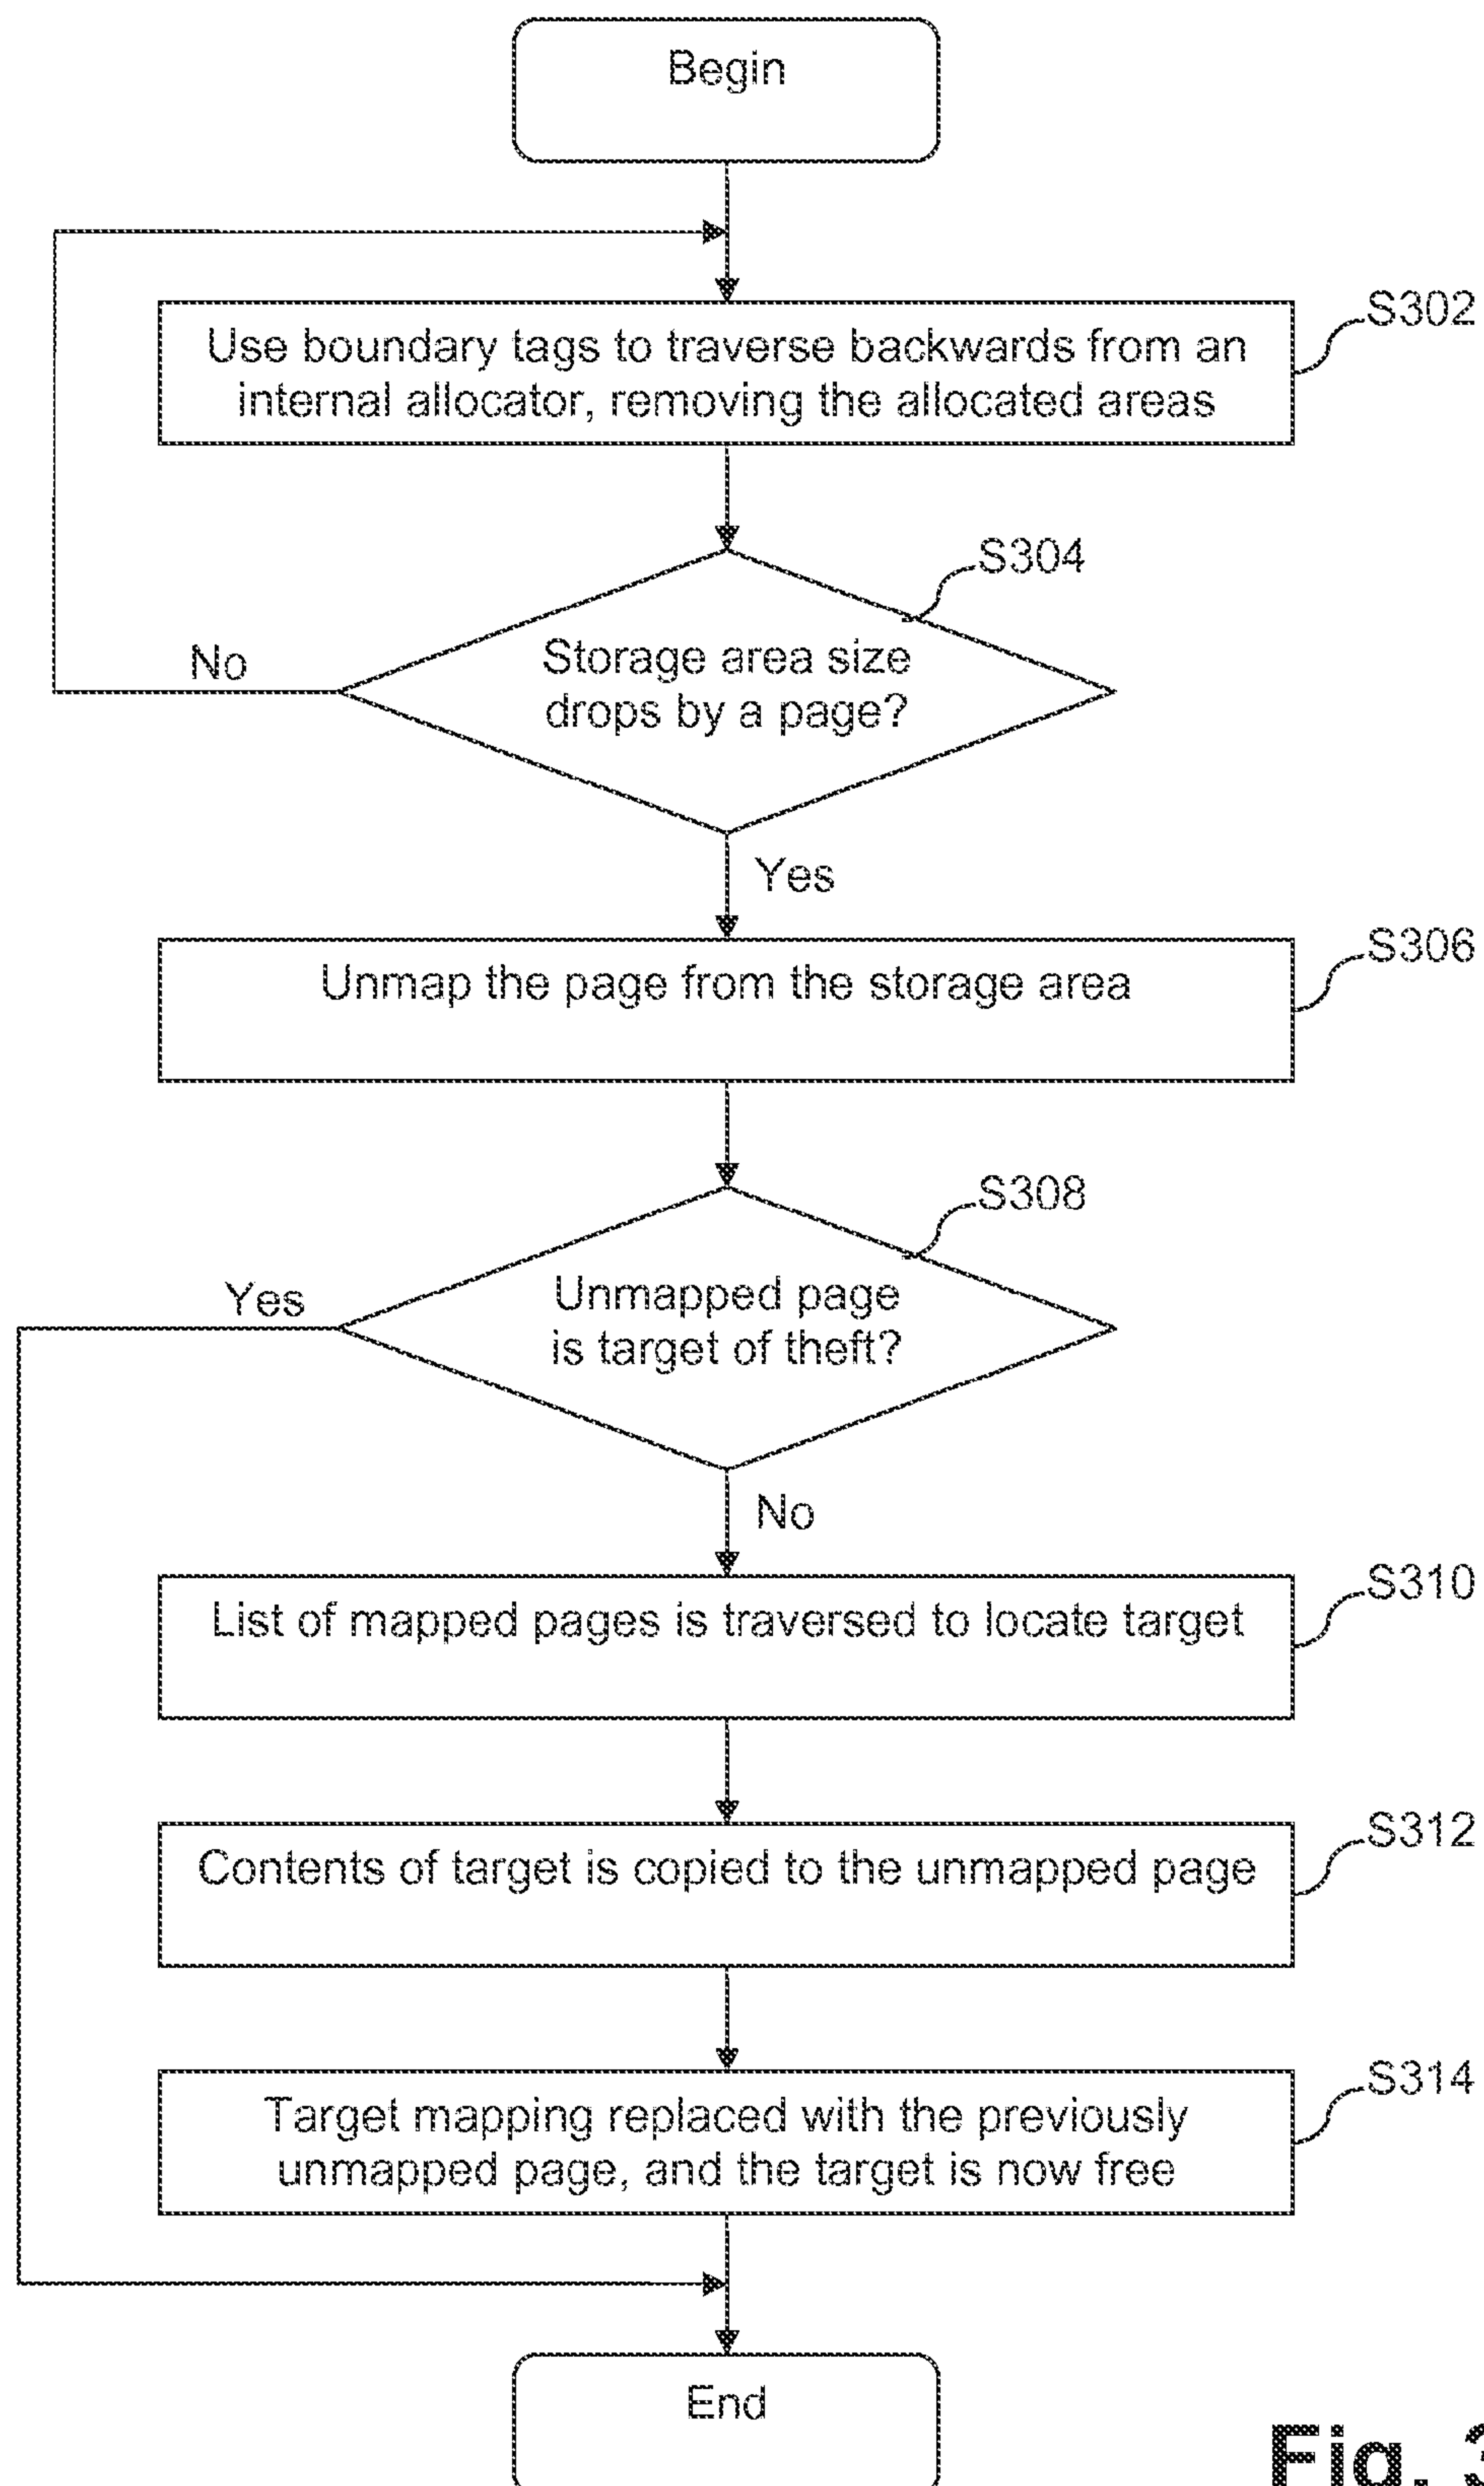 Begin
Use boundary tags to traverse backwards from an
internal allocator, removing the allocated areas
S302
S304
Storage area size
drops by a page?
No
Yes
Unmap the page from the storage area
S306
S308
Unmapped page
is target of theft?
Yes
No
List of mapped pages is traversed to locate target
S310
Contents of target is copied to the unmapped page
S312
Target mapping replaced with the previously
unmapped page, and the target is now free
S314
End
Fig. 3